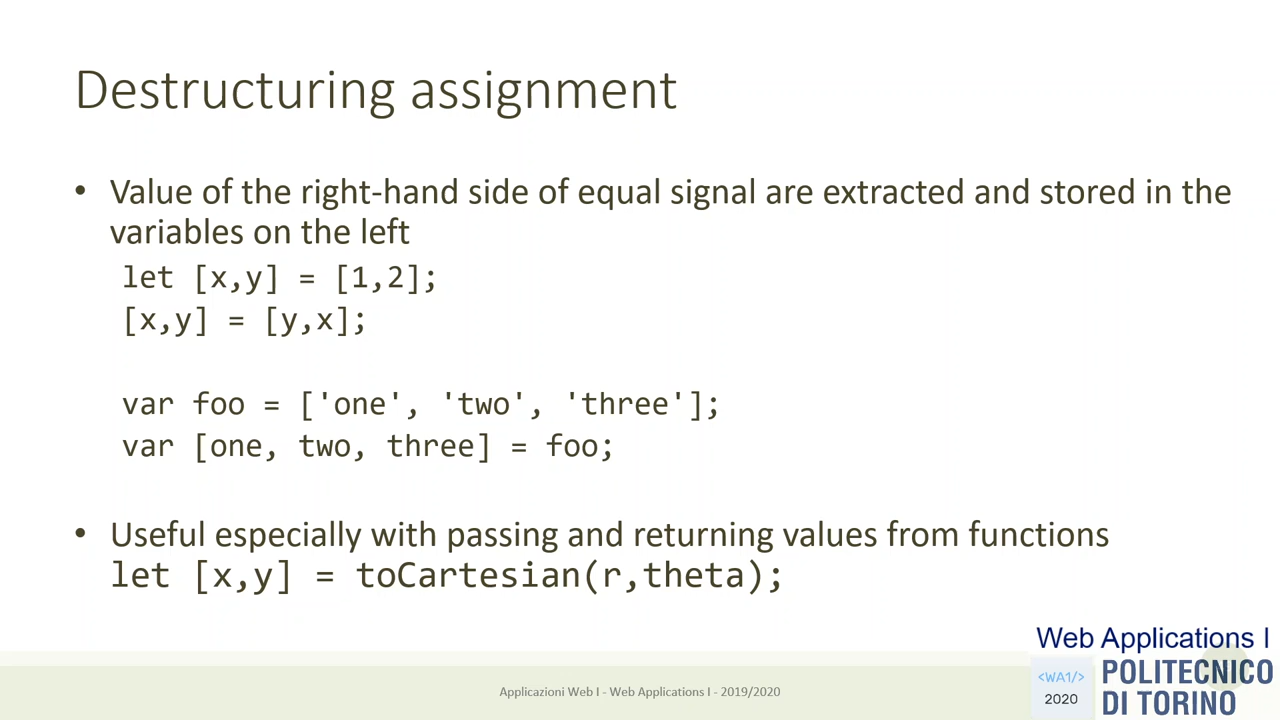 Destructuring assignment
• Value of the right-hand side of equal signal are extracted and stored in the
variables on the left
let [x,y] = [1,2];
[x,y] = [y,x];
var foo = ['one', 'two', 'three'];
var [one, two, three] = foo;
• Useful especially with passing and returning values from functions
let [x,y] = toCartesian(r,theta);
Applicazioni Web I - Web Applications I - 2019/2020
Web Applications I
<WA1/>
2020
POLITECNICO
DI TORINO